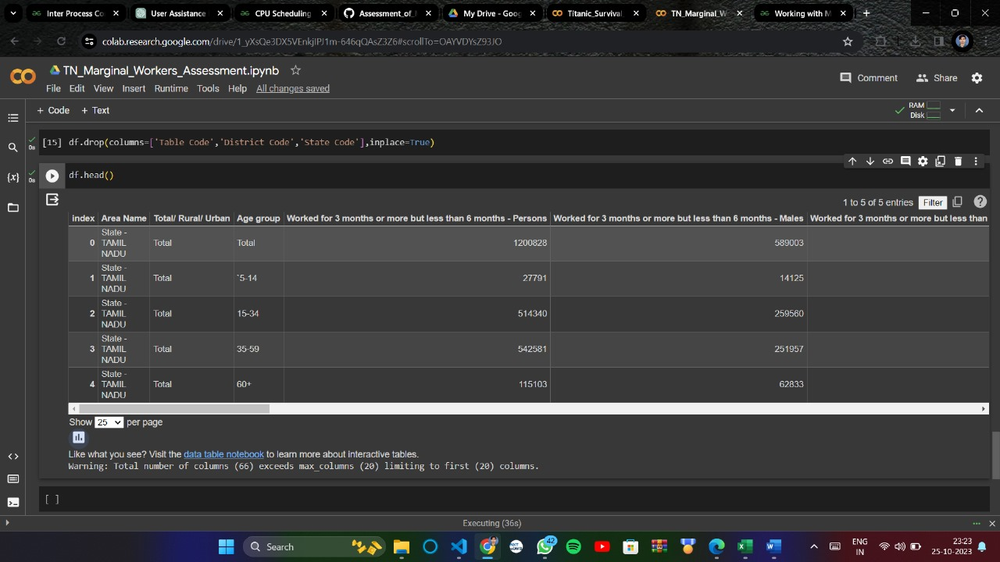 Inter Process Co
User Assistance
CPU Scheduling
Assessment_of_
My Drive - Goog
Titanic_Survival
TN_Marginal_W
Working with M
colab.research.google.com/drive/1_yXsQe3DX5VEnkjlPJ1m-646qQAsZ3Z6#scrollTo=OAYVDYsZ93JO
CO TN_Marginal_Workers_Assessment.ipynb
Comment Share
File Edit View Insert Runtime Tools Help All changes saved
+ Code + Text
RAM
Disk
[15] df.drop(columns=['Table Code','District Code','State Code'],inplace=True)
0s
{x}
df.head()
0s
1 to 5 of 5 entries Filter
index Area Name Total/ Rural/ Urban Age group Worked for 3 months or more but less than 6 months - Persons Worked for 3 months or more but less than 6 months - Males Worked for 3 months or more but less than
0 State - TAMIL NADU Total Total 1200828 589003
1 State - TAMIL NADU Total `5-14 27791 14125
2 State - TAMIL NADU Total 15-34 514340 259560
3 State - TAMIL NADU Total 35-59 542581 251957
4 State - TAMIL NADU Total 60+ 115103 62833
Show 25 per page
Like what you see? Visit the data table notebook to learn more about interactive tables.
Warning: Total number of columns (66) exceeds max_columns (20) limiting to first (20) columns.
[ ]
Executing (36s)
Search
42
ENG
IN
23:23
25-10-2023